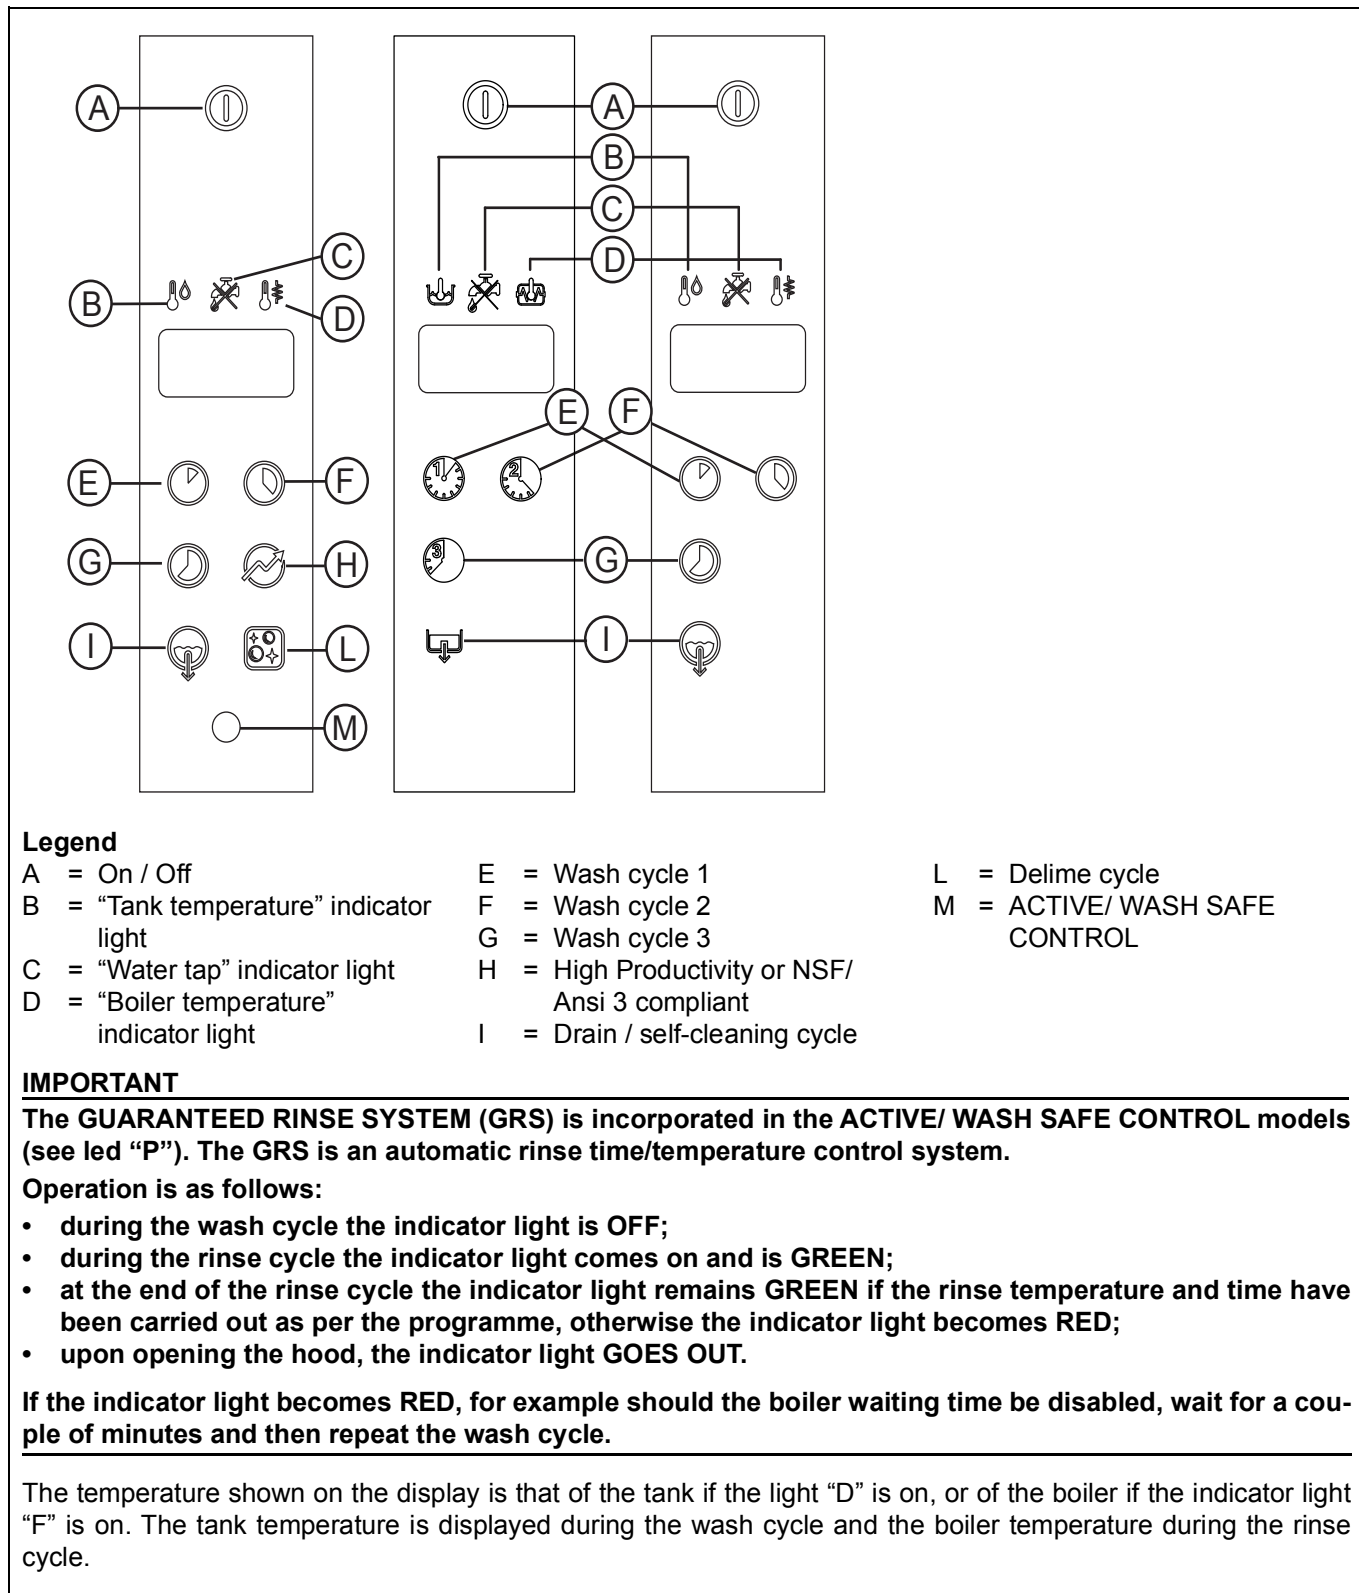 A
A
B
C
C
D
B
D
E
F
1
2
E
F
G
H
3
G
I
L
I
M
Legend
A = On / Off
B = “Tank temperature” indicator
light
C = “Water tap” indicator light
D = “Boiler temperature”
indicator light
E = Wash cycle 1
F = Wash cycle 2
G = Wash cycle 3
H = High Productivity or NSF/
Ansi 3 compliant
I = Drain / self-cleaning cycle
L = Delime cycle
M = ACTIVE/ WASH SAFE
CONTROL
IMPORTANT
The GUARANTEED RINSE SYSTEM (GRS) is incorporated in the ACTIVE/ WASH SAFE CONTROL models
(see led “P”). The GRS is an automatic rinse time/temperature control system.
Operation is as follows:
• during the wash cycle the indicator light is OFF;
• during the rinse cycle the indicator light comes on and is GREEN;
• at the end of the rinse cycle the indicator light remains GREEN if the rinse temperature and time have
been carried out as per the programme, otherwise the indicator light becomes RED;
• upon opening the hood, the indicator light GOES OUT.
If the indicator light becomes RED, for example should the boiler waiting time be disabled, wait for a cou-
ple of minutes and then repeat the wash cycle.
The temperature shown on the display is that of the tank if the light “D” is on, or of the boiler if the indicator light
“F” is on. The tank temperature is displayed during the wash cycle and the boiler temperature during the rinse
cycle.